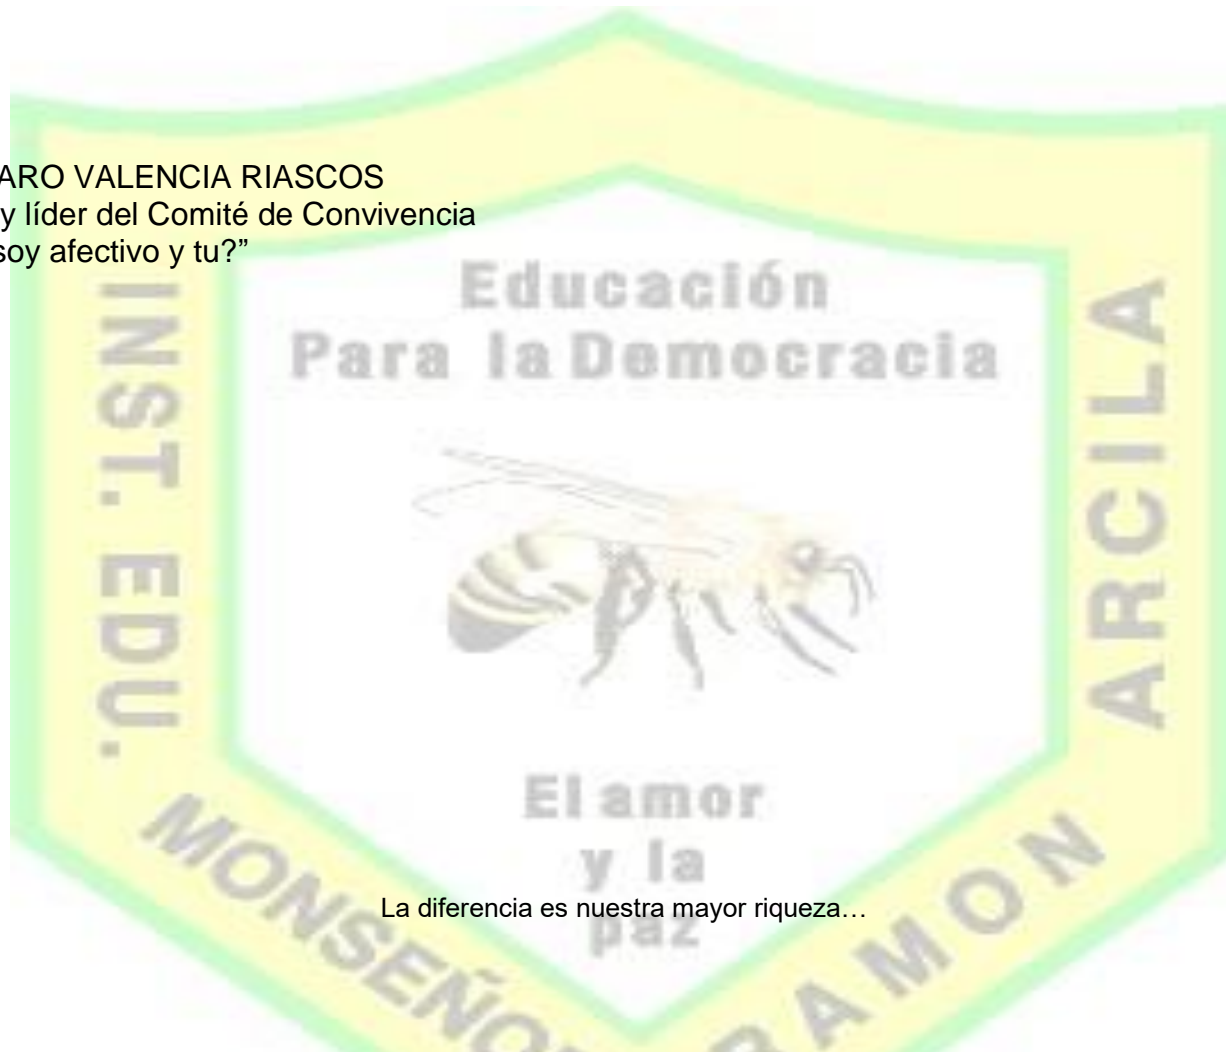 ARO VALENCIA RIASCOS
y líder del Comité de Convivencia
soy afectivo y tu?”
Educación
Para la Democracia
INST. EDU.
MONSEÑOR
RAMON
ARCILA
El amor
y la
paz
La diferencia es nuestra mayor riqueza…